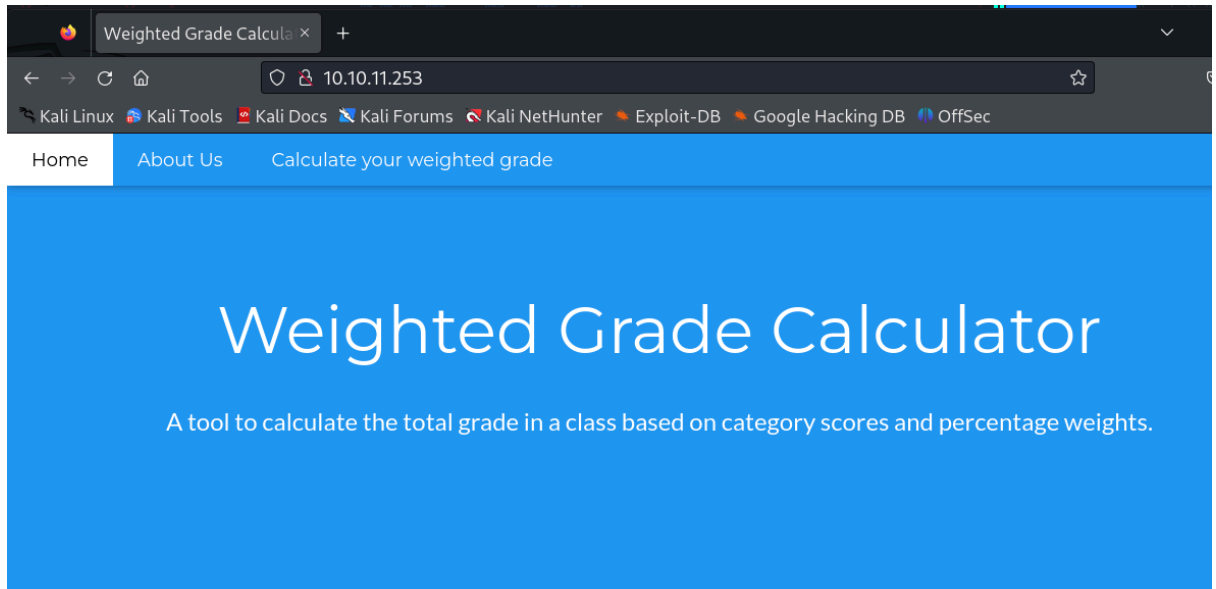 Weighted Grade Calcula
10.10.11.253
Kali Linux Kali Tools Kali Docs Kali Forums Kali NetHunter Exploit-DB Google Hacking DB OffSec
Home About Us Calculate your weighted grade
Weighted Grade Calculator
A tool to calculate the total grade in a class based on category scores and percentage weights.